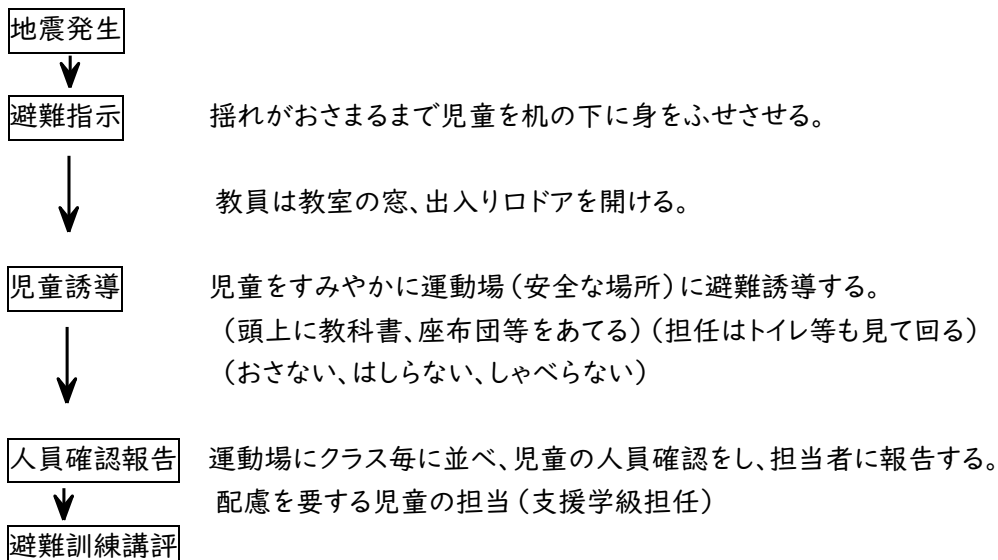 地震発生
避難指示 揺れがおさまるまで児童を机の下に身をふせさせる。
教員は教室の窓、出入り口ドアを開ける。
児童誘導 児童をすみやかに運動場(安全な場所)に避難誘導する。
(頭上に教科書、座布団等をあてる)(担任はトイレ等も見て回る)
(おさない、はしらない、しゃべらない)
人員確認報告 運動場にクラス毎に並べ、児童の人員確認をし、担当者に報告する。
配慮を要する児童の担当(支援学級担任)
避難訓練講評